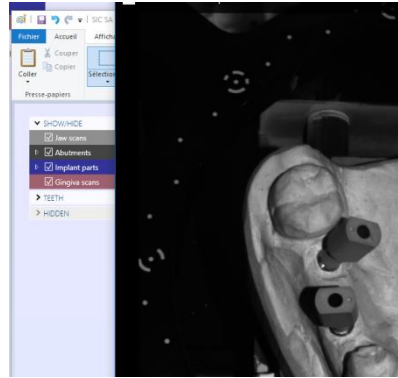 SIC SA
Fichier Accueil Afficha
Couper
Copier
Coller
Sélection
Presse-papiers
SHOW/HIDE
Jaw scans
Abutments
Implant parts
Gingiva scans
TEETH
HIDDEN